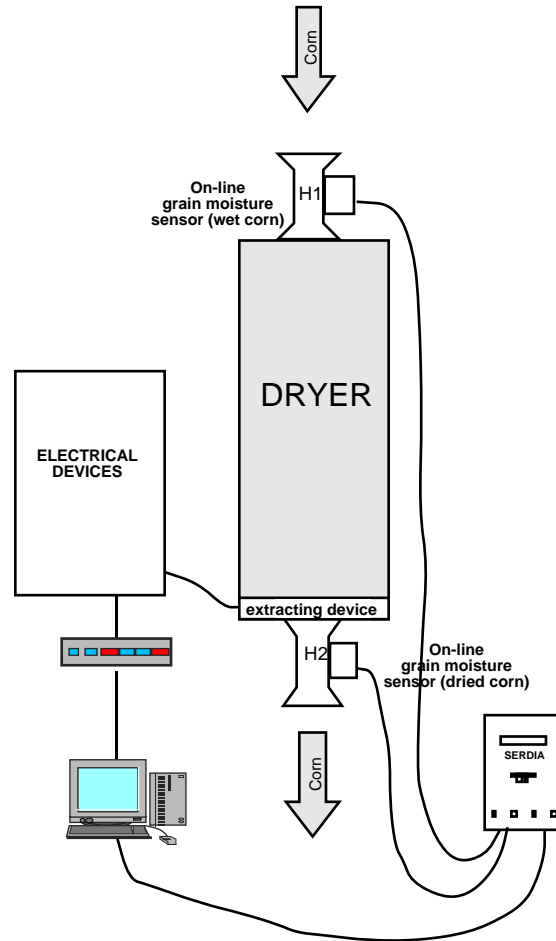 Corn
H1
On-line
grain moisture
sensor (wet corn)
DRYER
ELECTRICAL
DEVICES
extracting device
H2
On-line
grain moisture
sensor (dried corn)
SERDIA
Corn